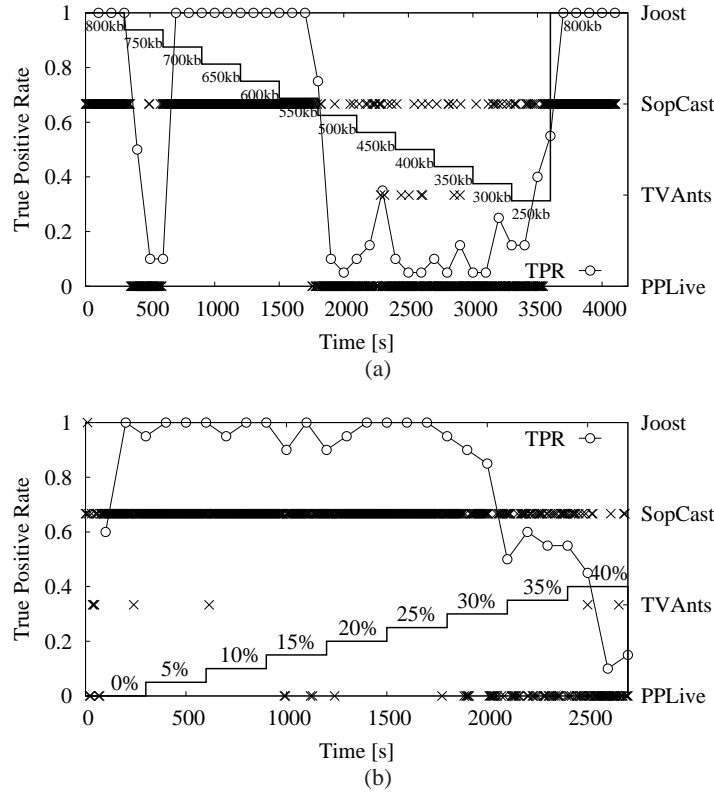 1
Joost
800kb
750kb
700kb
650kb
600kb
550kb
500kb
450kb
400kb
350kb
300kb
250kb
800kb
0.8
SopCast
0.6
True Positive Rate
0.4
TVAnts
0.2
TPR
0
PPLive
0 500 1000 1500 2000 2500 3000 3500 4000
Time [s]
(a)
1
Joost
TPR
0.8
SopCast
0.6
True Positive Rate
0.4
TVAnts
0% 5% 10% 15% 20% 25% 30% 35% 40%
0.2
0
PPLive
0 500 1000 1500 2000 2500
Time [s]
(b)